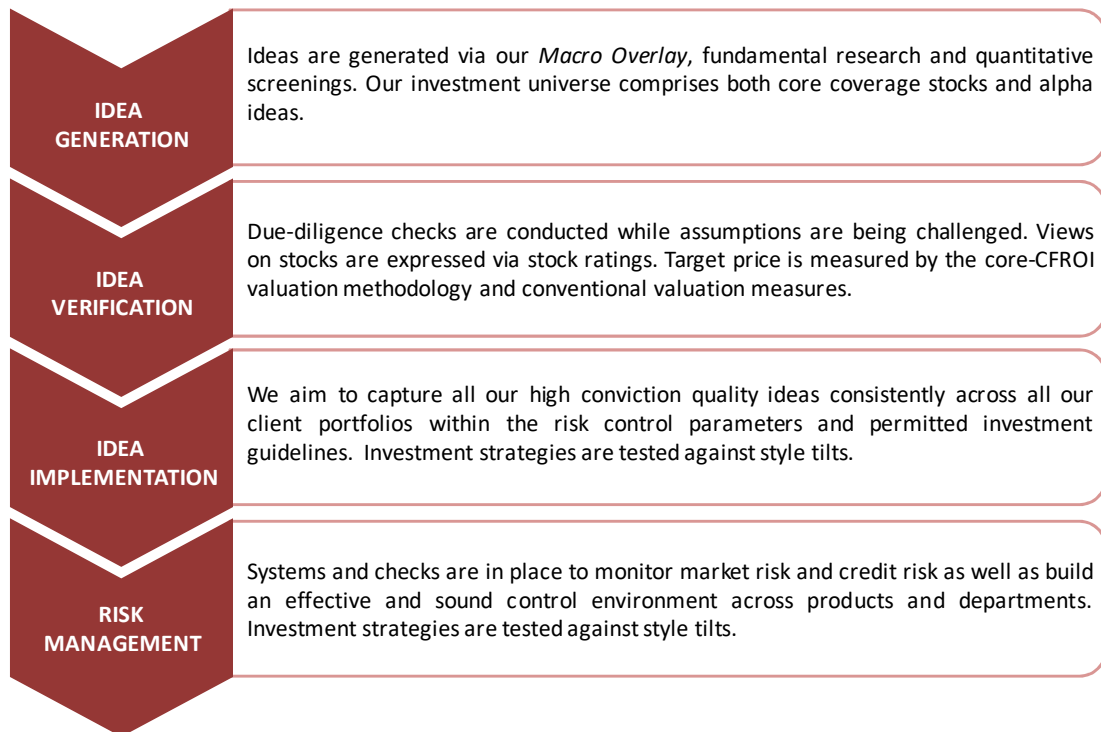 IDEA
GENERATION
Ideas are generated via our Macro Overlay, fundamental research and quantitative
screenings. Our investment universe comprises both core coverage stocks and alpha
ideas.
IDEA
VERIFICATION
Due-diligence checks are conducted while assumptions are being challenged. Views
on stocks are expressed via stock ratings. Target price is measured by the core-CFROI
valuation methodology and conventional valuation measures.
IDEA
IMPLEMENTATION
We aim to capture all our high conviction quality ideas consistently across all our
client portfolios within the risk control parameters and permitted investment
guidelines. Investment strategies are tested against style tilts.
RISK
MANAGEMENT
Systems and checks are in place to monitor market risk and credit risk as well as build
an effective and sound control environment across products and departments.
Investment strategies are tested against style tilts.